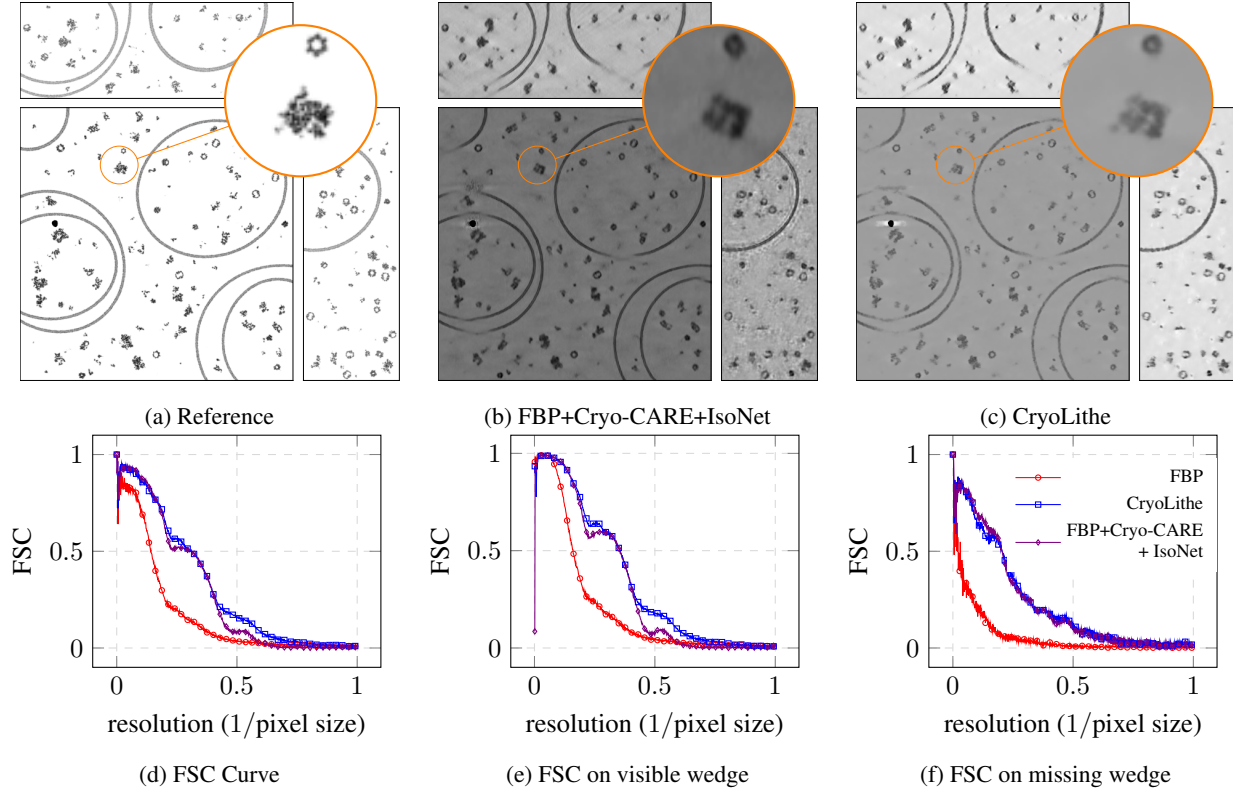 (a) Reference
(b) FBP+Cryo-CARE+IsoNet
(c) CryoLithe
1
0.5
0
FSC
0
0.5
1
resolution (1/pixel size)
1
0.5
0
FSC
0
0.5
1
resolution (1/pixel size)
1
0.5
0
FSC
FBP
CryoLithe
FBP+Cryo-CARE
+ IsoNet
0
0.5
1
resolution (1/pixel size)
(d) FSC Curve
(e) FSC on visible wedge
(f) FSC on missing wedge